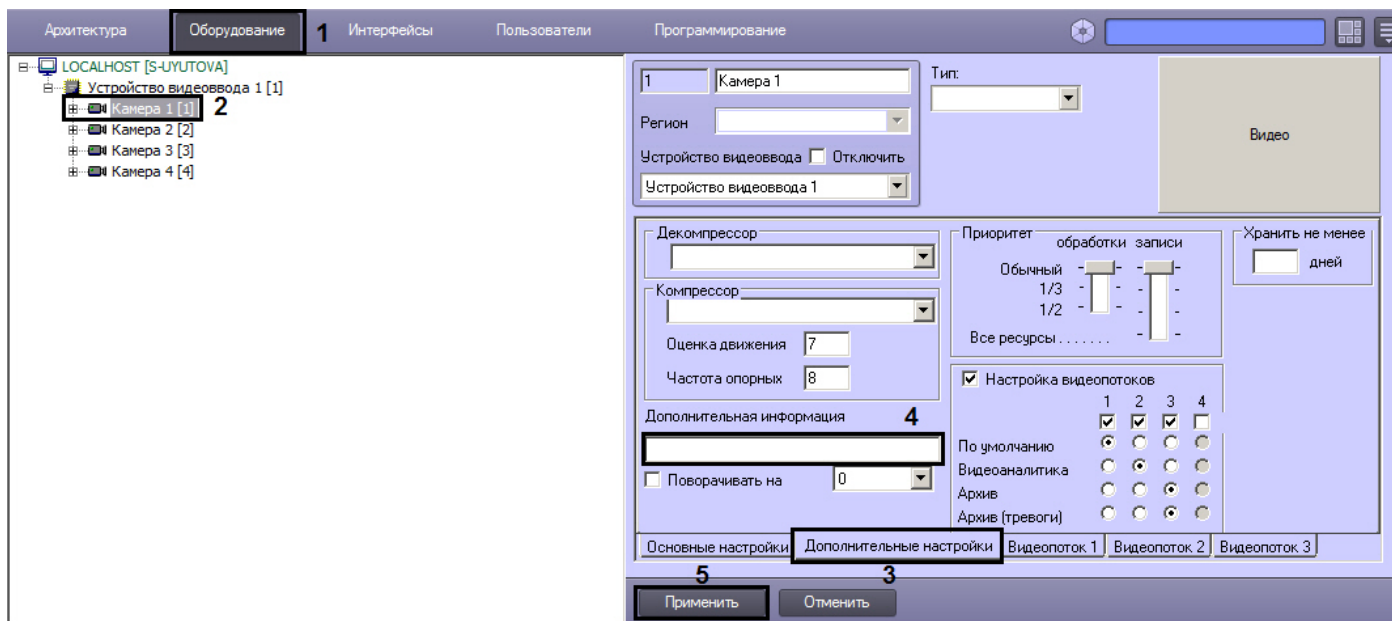 Архитектура Оборудование 1 Интерфейсы Пользователи Программирование
LOCALHOST [S-UYUTOVA]
Устройство видеоввода 1 [1]
Камера 1 [1] 2
Камера 2 [2]
Камера 3 [3]
Камера 4 [4]
1 Камера 1
Регион
Устройство видеоввода Отключить
Устройство видеоввода 1
Тип:
Видео
Декомпрессор
Компрессор
Оценка движения 7
Частота опорных 8
Дополнительная информация 4
Поворачивать на 0
Приоритет
обработки записи
Обычный
1/3
1/2
Все ресурсы . . . . . . .
Хранить не менее
дней
Настройка видеопотоков
1 2 3 4
По умолчанию
Видеоаналитика
Архив
Архив (тревоги)
Основные настройки Дополнительные настройки Видеопоток 1 Видеопоток 2 Видеопоток 3
5 3
Применить Отменить